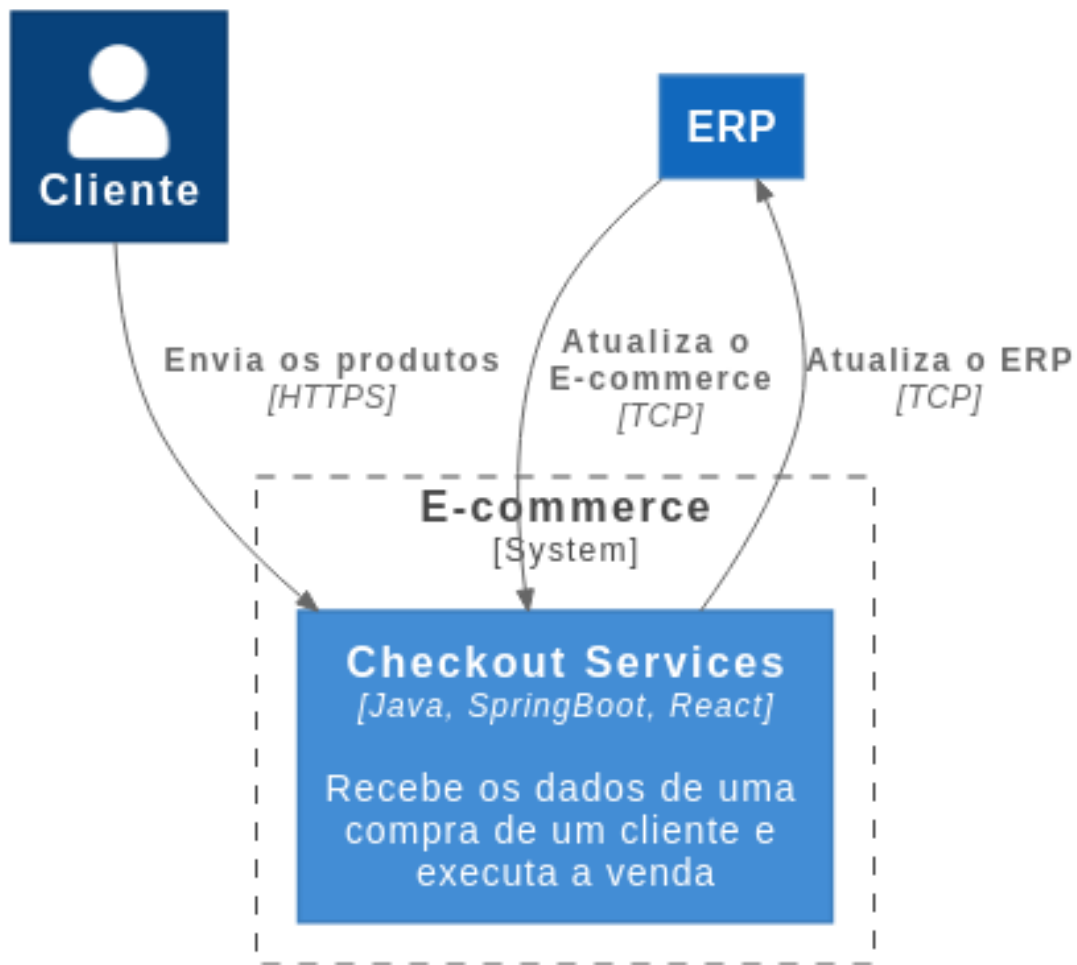 Cliente
ERP
Envia os produtos
[HTTPS]
Atualiza o
E-commerce
[TCP]
Atualiza o ERP
[TCP]
E-commerce
[System]
Checkout Services
[Java, SpringBoot, React]
Recebe os dados de uma
compra de um cliente e
executa a venda